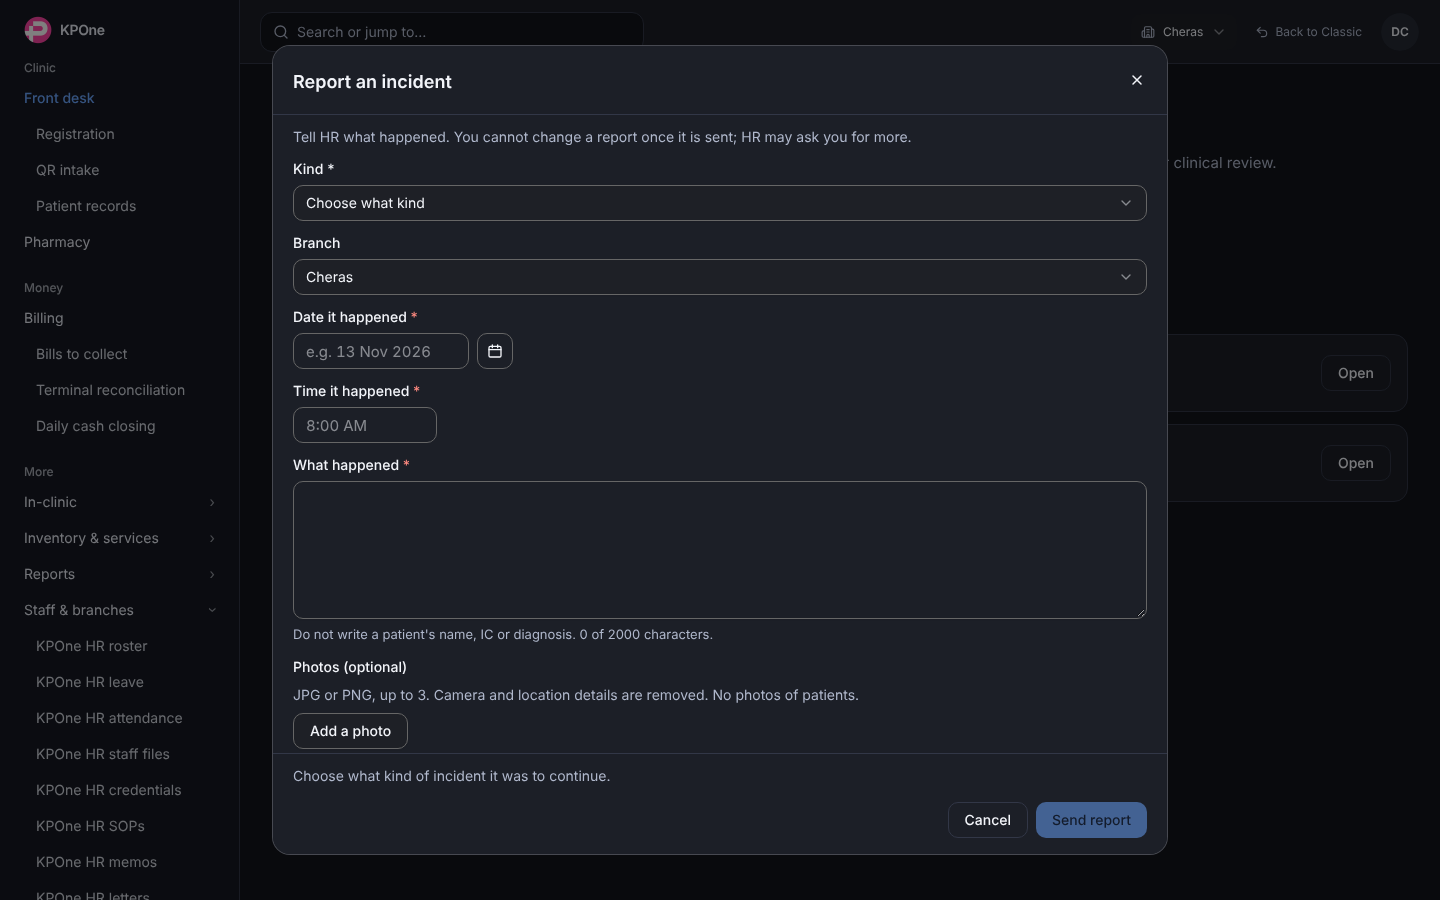 KPOne
Search or jump to...
Cheras
Back to Classic
DC
Clinic
Front desk
Registration
QR intake
Patient records
Pharmacy
Money
Billing
Bills to collect
Terminal reconciliation
Daily cash closing
More
In-clinic
Inventory & services
Reports
Staff & branches
KPOne HR roster
KPOne HR leave
KPOne HR attendance
KPOne HR staff files
KPOne HR credentials
KPOne HR SOPs
KPOne HR memos
KPOne HR letters
Report an incident
Tell HR what happened. You cannot change a report once it is sent; HR may ask you for more.
Kind *
Choose what kind
Branch
Cheras
Date it happened *
e.g. 13 Nov 2026
Time it happened *
8:00 AM
What happened *
Do not write a patient's name, IC or diagnosis. 0 of 2000 characters.
Photos (optional)
JPG or PNG, up to 3. Camera and location details are removed. No photos of patients.
Add a photo
Choose what kind of incident it was to continue.
Cancel
Send report
clinical review.
Open
Open